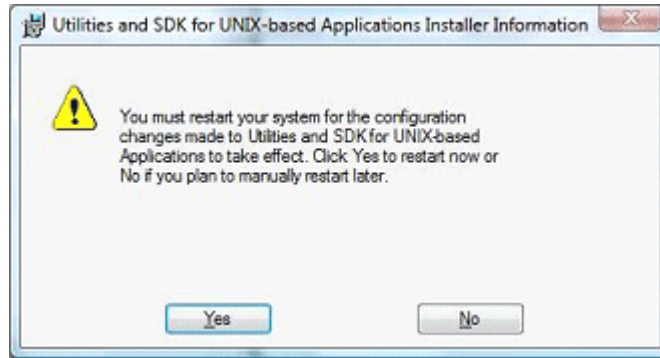 Utilities and SDK for UNIX-based Applications Installer Information
You must restart your system for the configuration
changes made to Utilities and SDK for UNIX-based
Applications to take effect. Click Yes to restart now or
No if you plan to manually restart later.
Yes
No